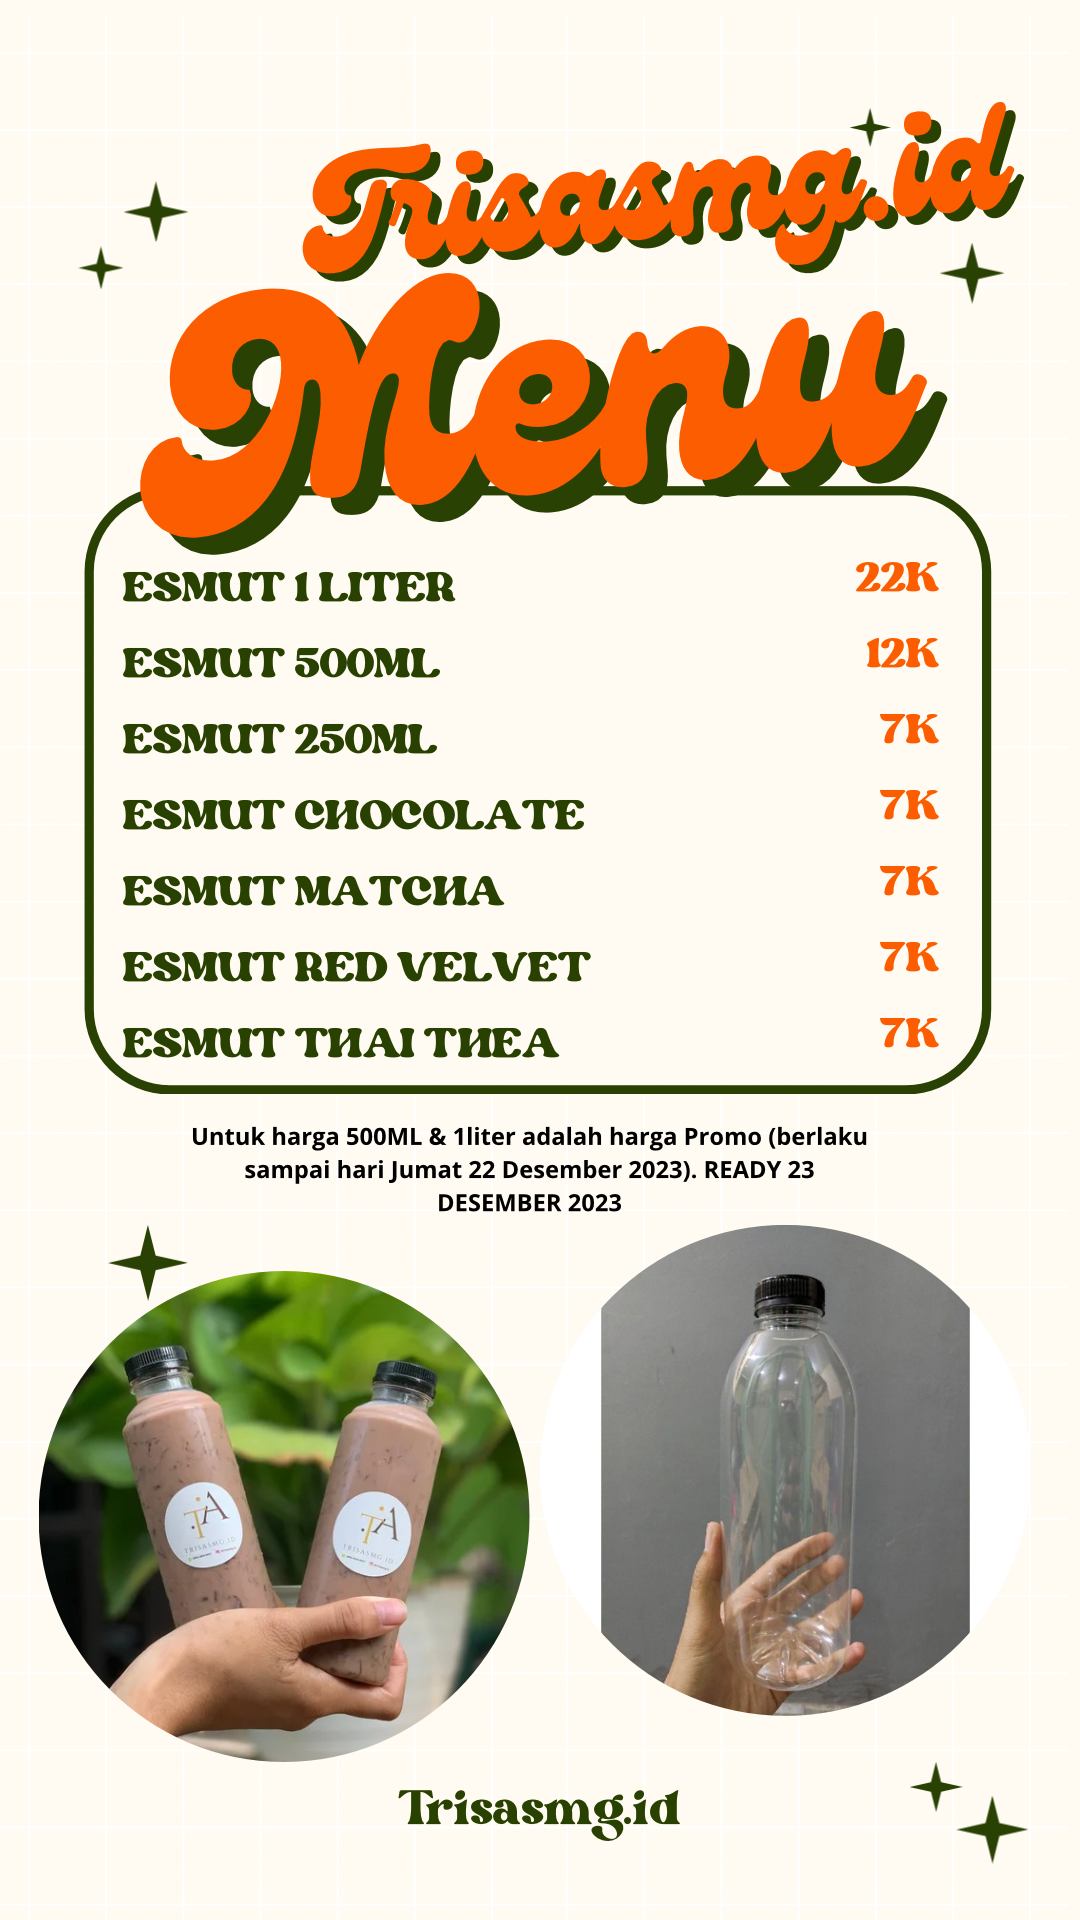 Trisasmg.id
Menu
ESMUT 1 LITER 22K
ESMUT 500ML 12K
ESMUT 250ML 7K
ESMUT CHOCOLATE 7K
ESMUT MATCHA 7K
ESMUT RED VELVET 7K
ESMUT THAI THEA 7K
Untuk harga 500ML & 1liter adalah harga Promo (berlaku
sampai hari Jumat 22 Desember 2023). READY 23
DESEMBER 2023
TA
TRISASMG.ID
TA
TRISASMG.ID
Trisasmg.id